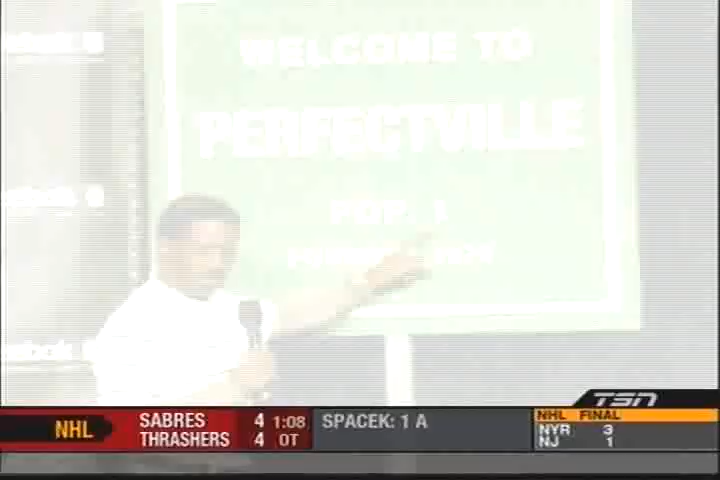 WELCOME TO
PERFECTVILLE
POP. 1
TSN
NHL
SABRES 4 1:08
THRASHERS 4 OT
SPACEK: 1 A
NHL FINAL
NYR 3
NJ 1